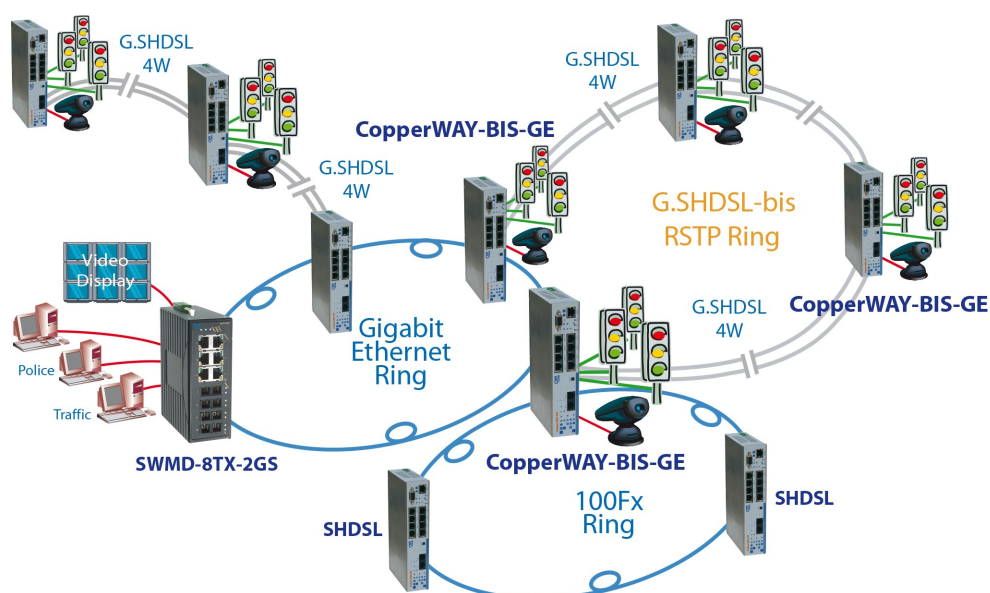 G.SHDSL
4W
G.SHDSL
4W
CopperWAY-BIS-GE
G.SHDSL
4W
G.SHDSL-bis
RSTP Ring
Video
Display
CopperWAY-BIS-GE
G.SHDSL
4W
Gigabit
Ethernet
Ring
Police
Traffic
SWMD-8TX-2GS
CopperWAY-BIS-GE
100Fx
Ring
SHDSL
SHDSL